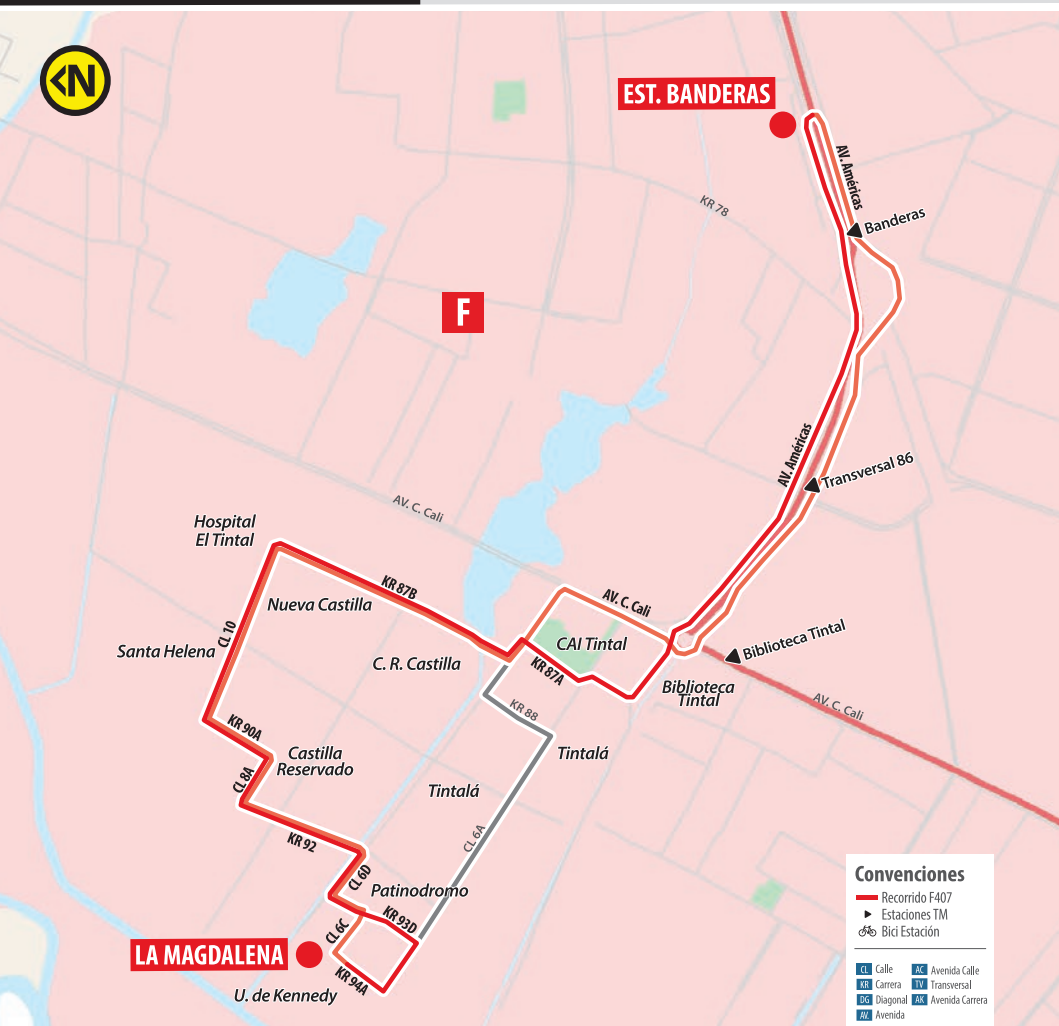 N
EST. BANDERAS
AV. Américas
Banderas
KR 78
F
AV. Américas
Transversal 86
AV. C. Cali
Hospital
El Tintal
KR 87B
Nueva Castilla
AV. C. Cali
CL 10
Santa Helena
CAI Tintal
Biblioteca Tintal
C. R. Castilla
KR 87A
Biblioteca
Tintal
AV. C. Cali
KR 88
KR 90A
Castilla
Reservado
Tintalá
CL 8A
Tintalá
KR 92
CL 6A
CL 6D
Patinodromo
KR 93D
CL 6C
LA MAGDALENA
KR 94A
U. de Kennedy
Convenciones
Recorrido F407
Estaciones TM
Bici Estación
CL Calle
AC Avenida Calle
KR Carrera
TV Transversal
DG Diagonal
AK Avenida Carrera
AV. Avenida